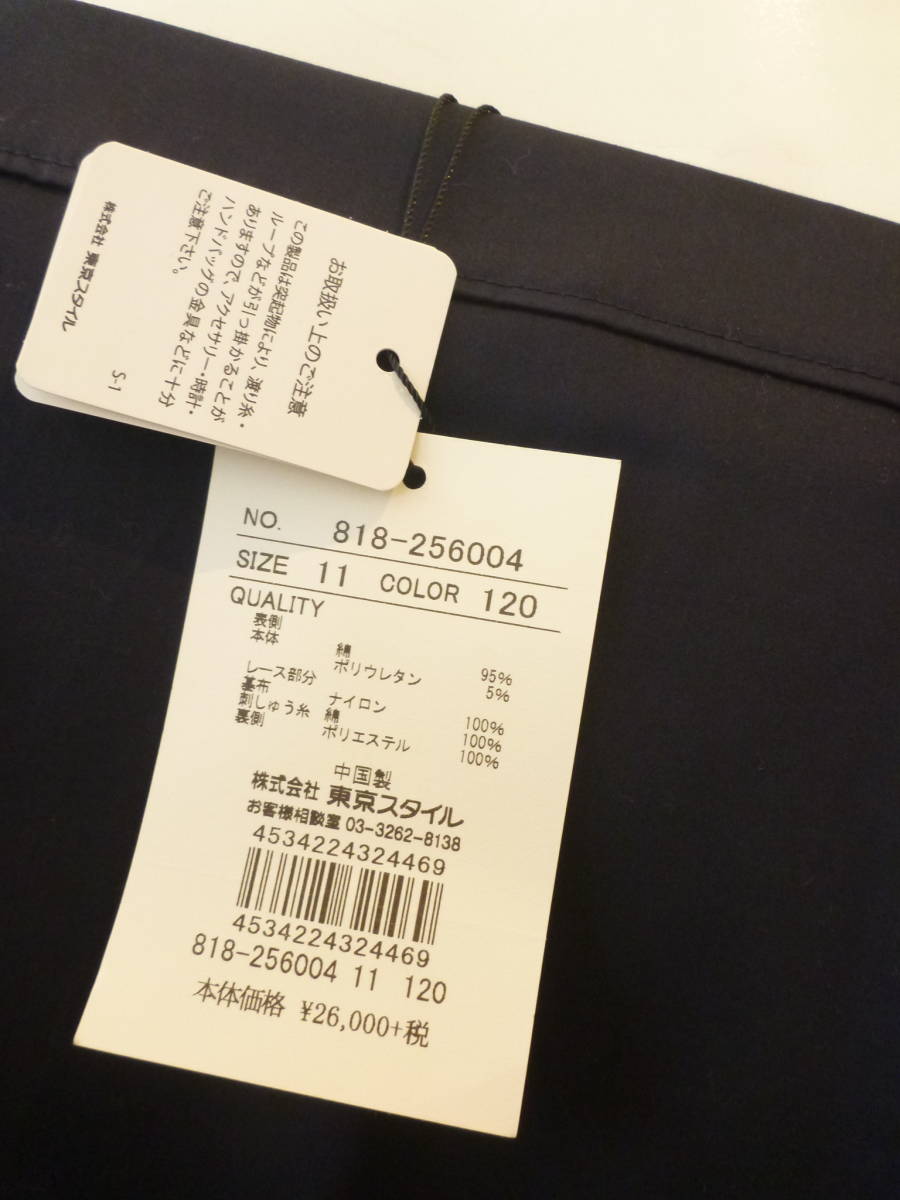 お取扱い上のご注意
この製品は突起物により、渡り糸・
ループなどが引っ掛かることが
ありますので、アクセサリー・時計・
ハンドバッグの金具などに十分
ご注意下さい。
株式会社 東京スタイル
S-1
NO. 818-256004
SIZE 11 COLOR 120
QUALITY
表側
本体 綿 95%
ポリウレタン 5%
レース部分
基布 ナイロン 100%
刺しゅう糸 綿 100%
裏側 ポリエステル 100%
中国製
株式会社 東京スタイル
お客様相談室 03-3262-8138
4534224324469
4534224324469
818-256004 11 120
本体価格 ¥26,000+税